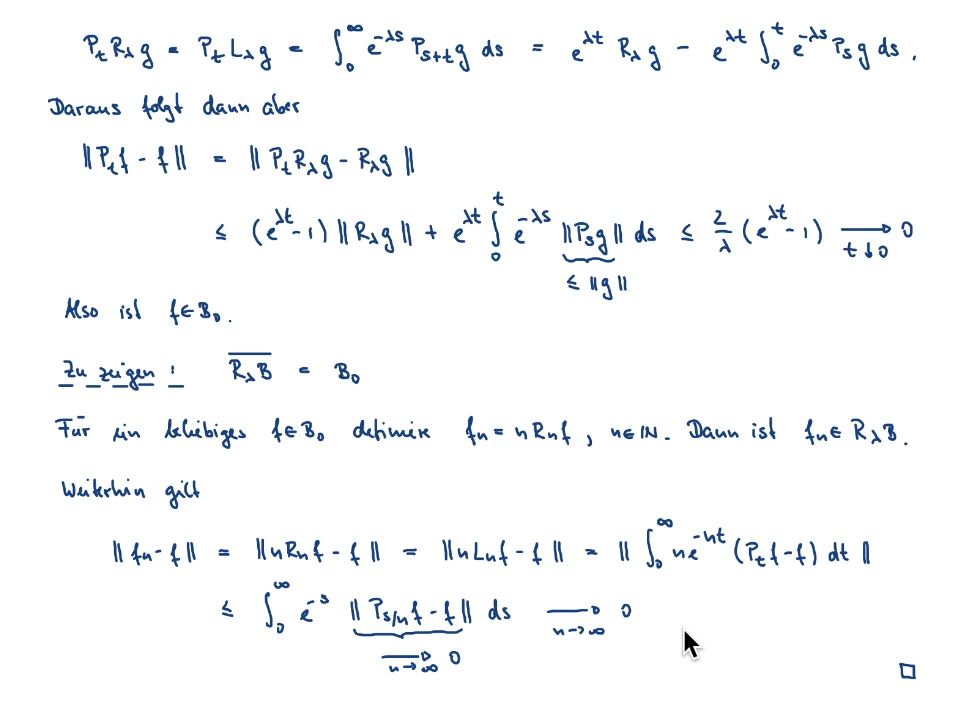 P_t R_λ g = P_t L_λ g = ∫_0^∞ e^{-λs} P_{s+t} g ds = e^{λt} R_λ g - e^{λt} ∫_0^t e^{-λs} P_s g ds .
Daraus folgt dann aber
‖P_t f - f‖ = ‖P_t R_λ g - R_λ g‖
≤ (e^{λt} - 1) ‖R_λ g‖ + e^{λt} ∫_0^t e^{-λs} ‖P_s g‖ ds ≤ 2/λ (e^{λt} - 1) ⟶_{t↓0} 0
≤ ‖g‖
Also ist f ∈ B_0 .
Zu zeigen : \overline{R_λ B} = B_0
Für ein beliebiges f ∈ B_0 definiere f_n = n R_n f , n ∈ ℕ. Dann ist f_n ∈ R_λ B .
Weiterhin gilt
‖f_n - f‖ = ‖n R_n f - f‖ = ‖n L_n f - f‖ = ‖∫_0^∞ n e^{-nt} (P_t f - f) dt‖
≤ ∫_0^∞ e^{-s} ‖P_{s/n} f - f‖ ds ⟶_{n→∞} 0
⟶_{n→∞} 0
□